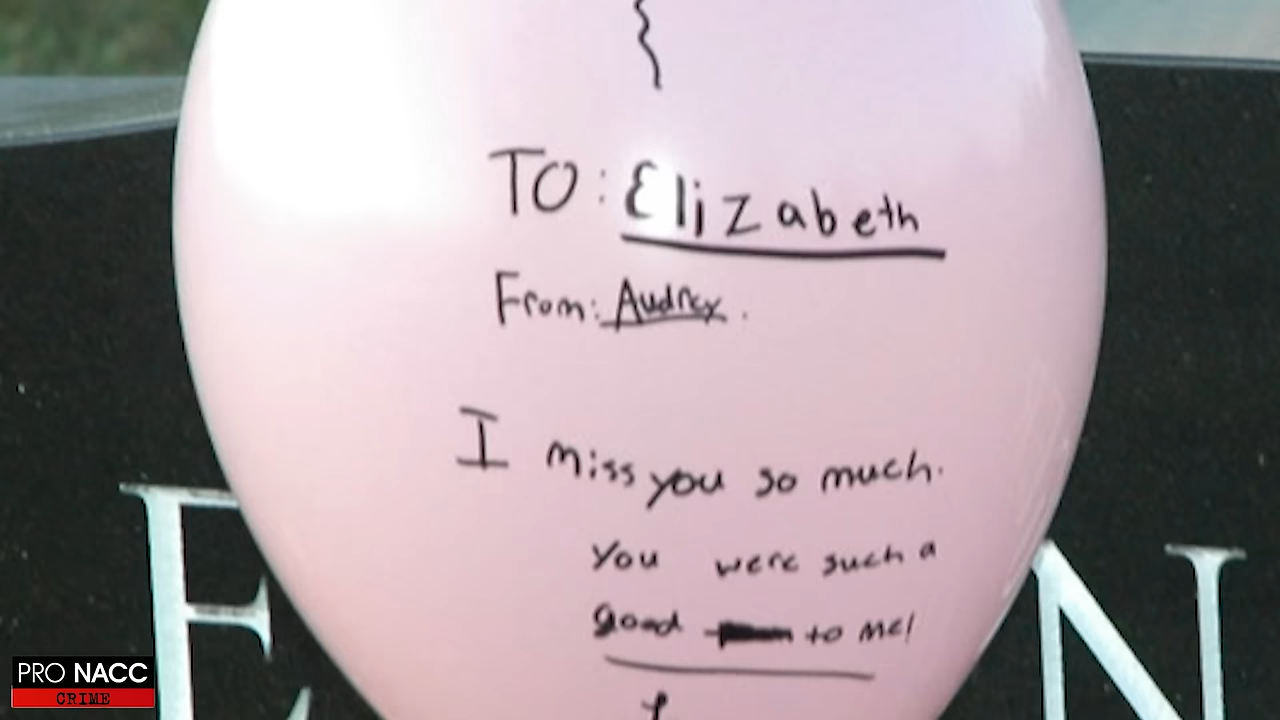 TO: Elizabeth
From: Audrey.
I miss you so much.
You were such a
good to me!
E N
PRO NACC
CRIME